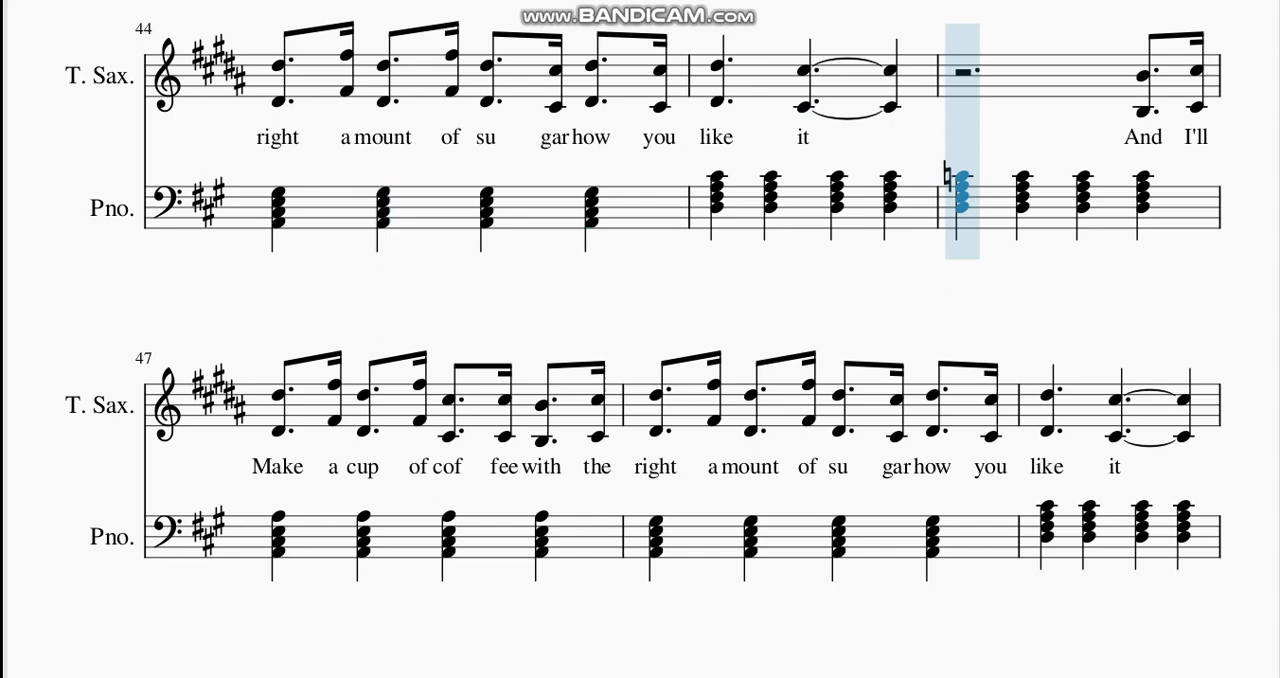 www.BANDICAM.com
44
T. Sax.
right a mount of su gar how you like it And I'll
Pno.
47
T. Sax.
Make a cup of cof fee with the right a mount of su gar how you like it
Pno.